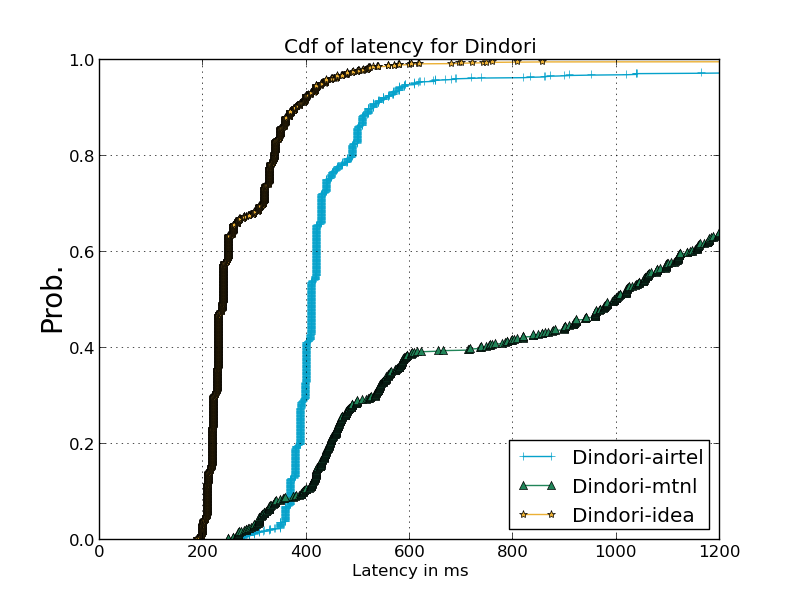 Cdf of latency for Dindori
Prob.
1.0
0.8
0.6
0.4
0.2
0.0
0 200 400 600 800 1000 1200
Latency in ms
Dindori-airtel
Dindori-mtnl
Dindori-idea